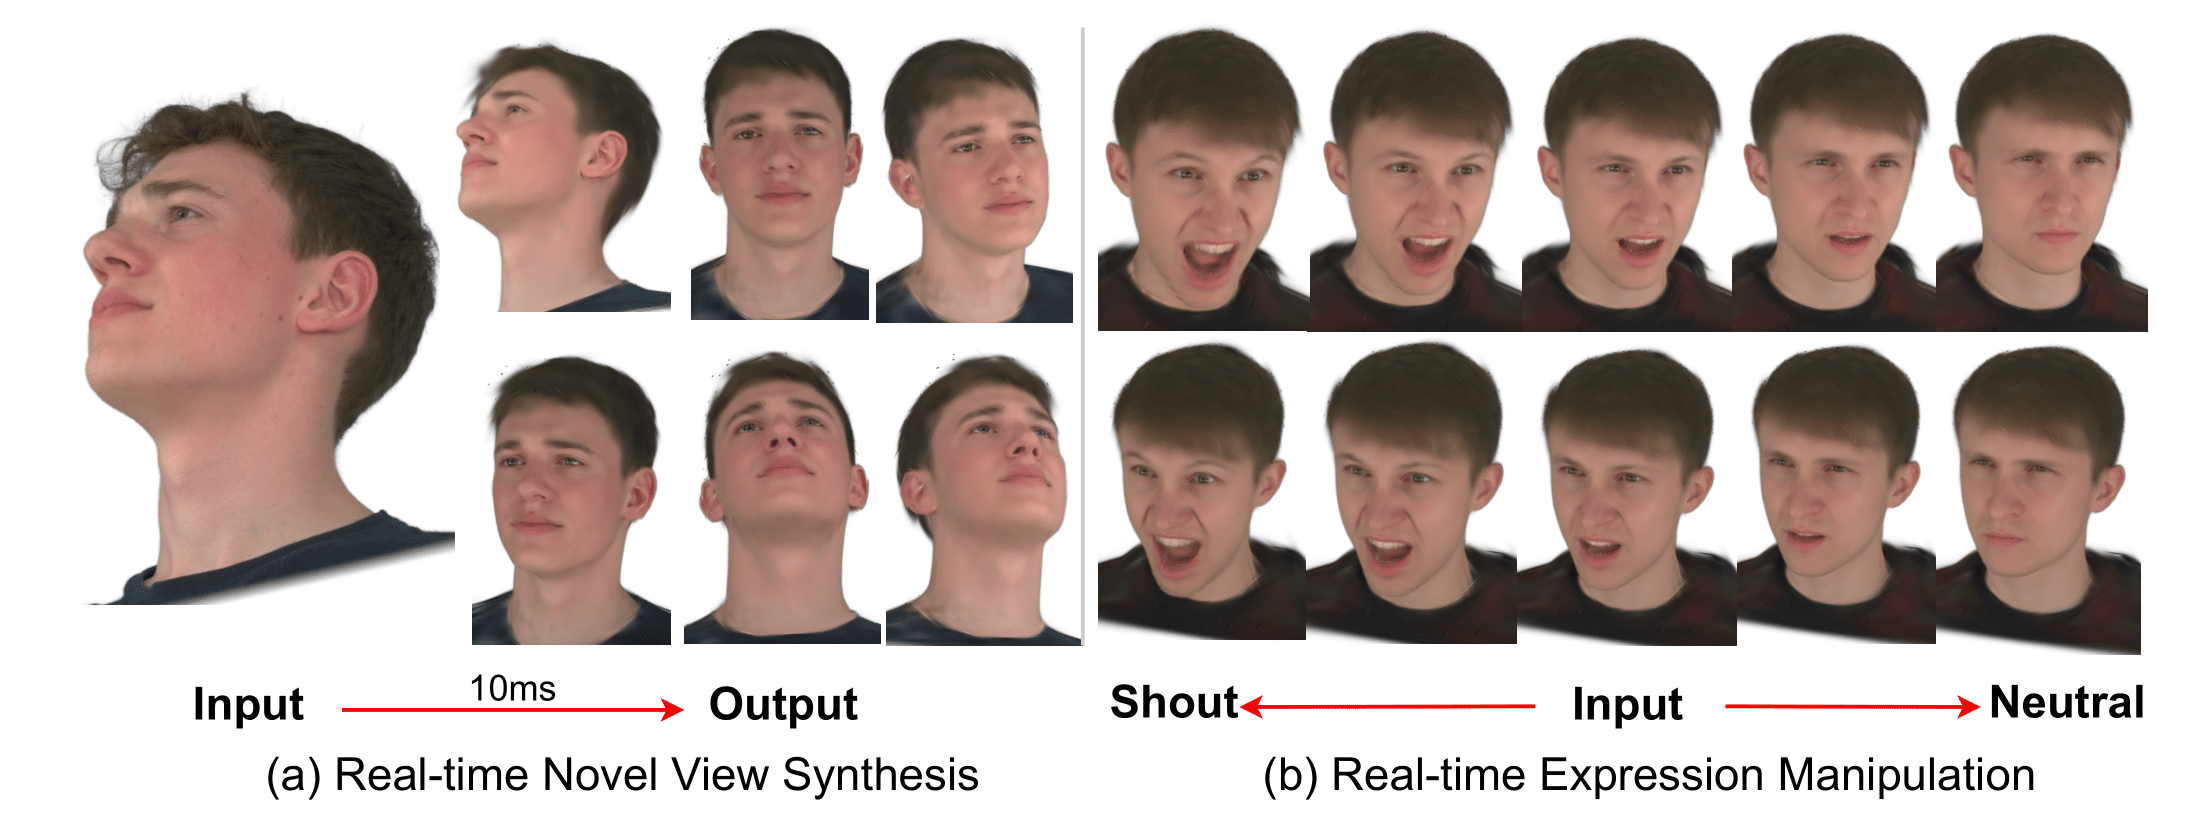 10ms
Input
Output
Shout
Input
Neutral
(a) Real-time Novel View Synthesis
(b) Real-time Expression Manipulation